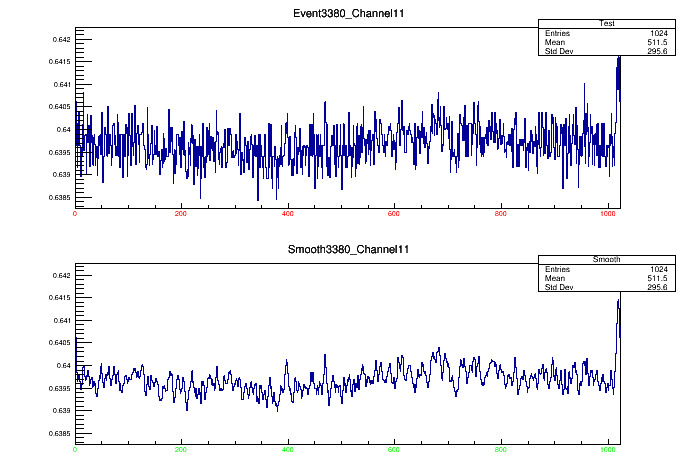 Event3380_Channel11
Test
Entries 1024
Mean 511.5
Std Dev 295.6
0.642
0.6415
0.641
0.6405
0.64
0.6395
0.639
0.6385
0 200 400 600 800 1000
Smooth3380_Channel11
Smooth
Entries 1024
Mean 511.5
Std Dev 295.6
0.642
0.6415
0.641
0.6405
0.64
0.6395
0.639
0.6385
0 200 400 600 800 1000